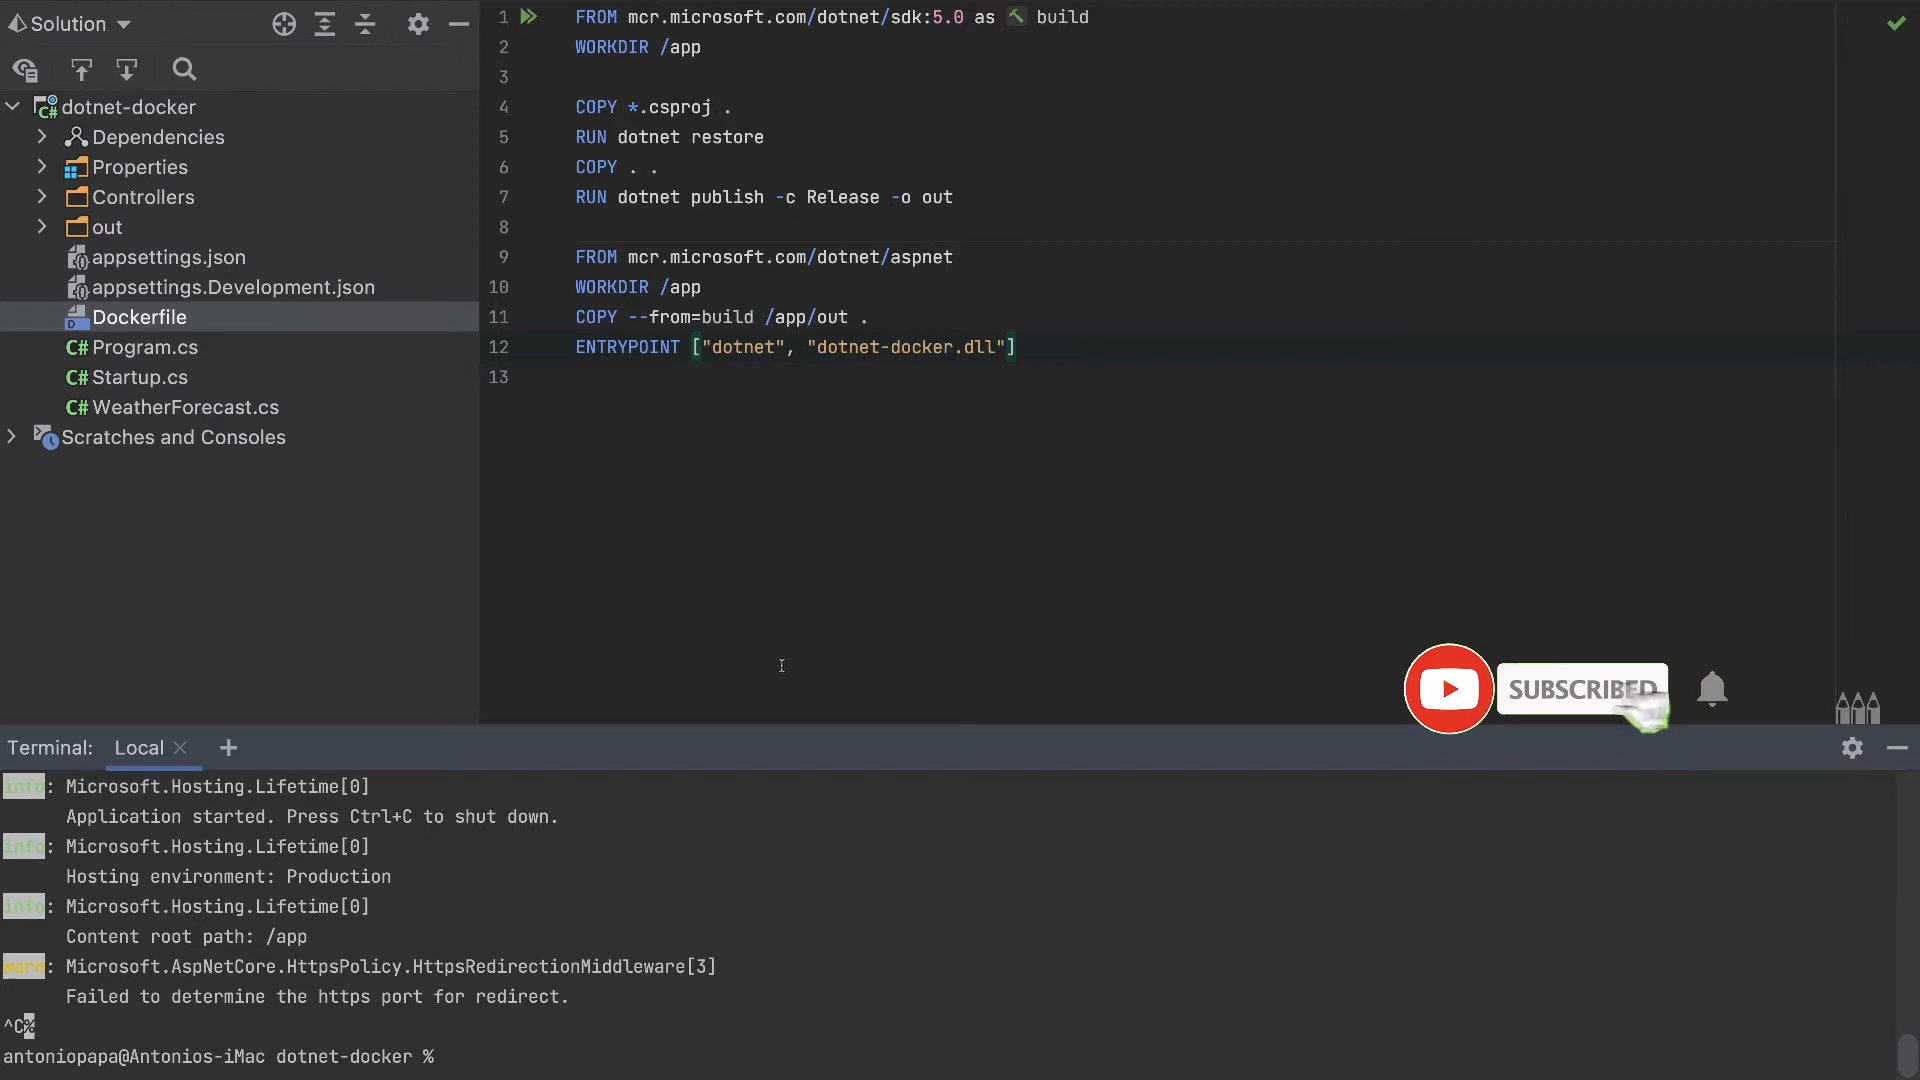 Solution
dotnet-docker
Dependencies
Properties
Controllers
out
appsettings.json
appsettings.Development.json
Dockerfile
C# Program.cs
C# Startup.cs
C# WeatherForecast.cs
Scratches and Consoles
1 FROM mcr.microsoft.com/dotnet/sdk:5.0 as build
2 WORKDIR /app
3
4 COPY *.csproj .
5 RUN dotnet restore
6 COPY . .
7 RUN dotnet publish -c Release -o out
8
9 FROM mcr.microsoft.com/dotnet/aspnet
10 WORKDIR /app
11 COPY --from=build /app/out .
12 ENTRYPOINT ["dotnet", "dotnet-docker.dll"]
13
SUBSCRIBED
Terminal: Local
info: Microsoft.Hosting.Lifetime[0]
Application started. Press Ctrl+C to shut down.
info: Microsoft.Hosting.Lifetime[0]
Hosting environment: Production
info: Microsoft.Hosting.Lifetime[0]
Content root path: /app
warn: Microsoft.AspNetCore.HttpsPolicy.HttpsRedirectionMiddleware[3]
Failed to determine the https port for redirect.
^C%
antoniopapa@Antonios-iMac dotnet-docker %